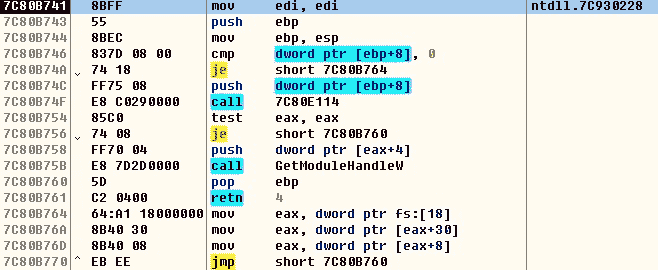 7C80B741 8BFF mov edi, edi ntdll.7C930228
7C80B743 55 push ebp
7C80B744 8BEC mov ebp, esp
7C80B746 837D 08 00 cmp dword ptr [ebp+8], 0
7C80B74A 74 18 je short 7C80B764
7C80B74C FF75 08 push dword ptr [ebp+8]
7C80B74F E8 C0290000 call 7C80E114
7C80B754 85C0 test eax, eax
7C80B756 74 08 je short 7C80B760
7C80B758 FF70 04 push dword ptr [eax+4]
7C80B75B E8 7D2D0000 call GetModuleHandleW
7C80B760 5D pop ebp
7C80B761 C2 0400 retn 4
7C80B764 64:A1 18000000 mov eax, dword ptr fs:[18]
7C80B76A 8B40 30 mov eax, dword ptr [eax+30]
7C80B76D 8B40 08 mov eax, dword ptr [eax+8]
7C80B770 EB EE jmp short 7C80B760